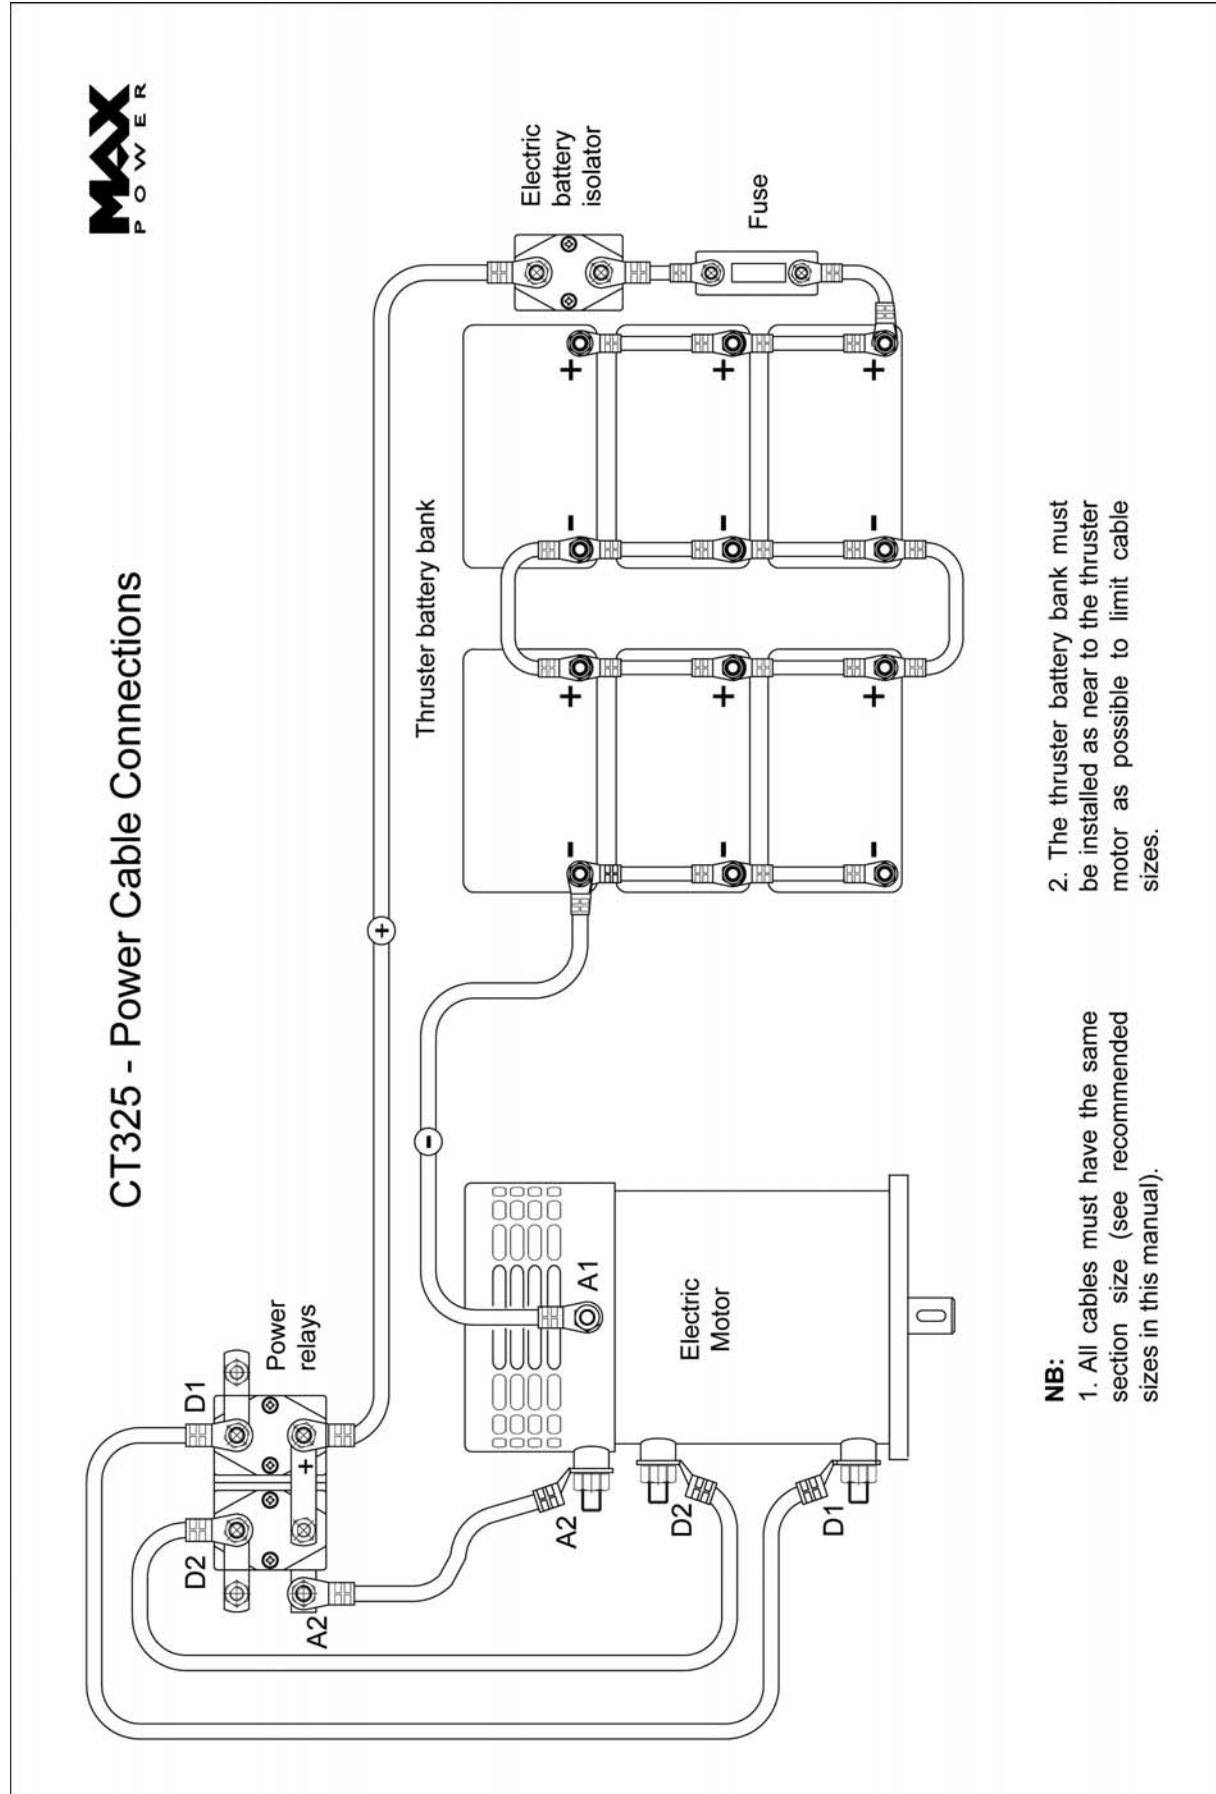 MAX
POWER
CT325 - Power Cable Connections
D1
D2
Power
relays
+
A2
+
-
Thruster battery bank
Electric
battery
isolator
Fuse
- + - +
- + - +
- + - +
A1
Electric
Motor
A2
D2
D1
NB:
1. All cables must have the same
section size (see recommended
sizes in this manual).
2. The thruster battery bank must
be installed as near to the thruster
motor as possible to limit cable
sizes.